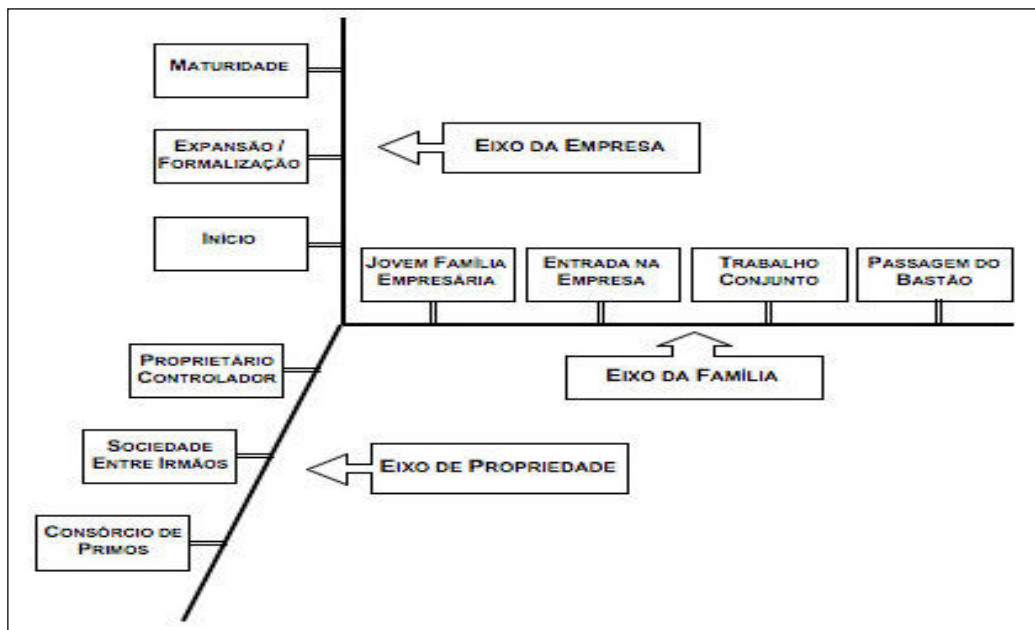 MATURIDADE
EXPANSÃO /
FORMALIZAÇÃO
EIXO DA EMPRESA
INÍCIO
JOVEM FAMÍLIA
EMPRESÁRIA
ENTRADA NA
EMPRESA
TRABALHO
CONJUNTO
PASSAGEM DO
BASTÃO
PROPRIETÁRIO
CONTROLADOR
EIXO DA FAMÍLIA
SOCIEDADE
ENTRE IRMÃOS
EIXO DE PROPRIEDADE
CONSÓRCIO DE
PRIMOS